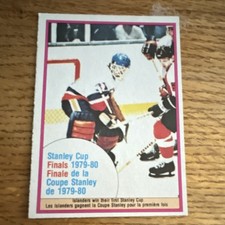 Stanley Cup
Finals 1979-80
Finale de la
Coupe Stanley
de 1979-80
Islanders win their first Stanley Cup
Les Islanders gagnent la Coupe Stanley pour la première fois